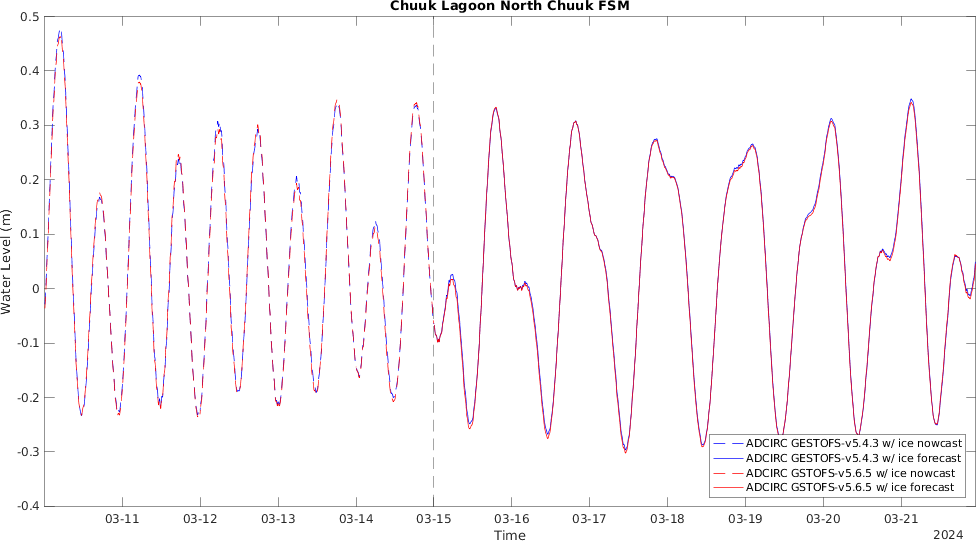 Chuuk Lagoon North Chuuk FSM
0.5
0.4
0.3
0.2
0.1
0
-0.1
-0.2
-0.3
-0.4
Water Level (m)
03-11 03-12 03-13 03-14 03-15 03-16 03-17 03-18 03-19 03-20 03-21
Time
2024
ADCIRC GESTOFS-v5.4.3 w/ ice nowcast
ADCIRC GESTOFS-v5.4.3 w/ ice forecast
ADCIRC GSTOFS-v5.6.5 w/ ice nowcast
ADCIRC GSTOFS-v5.6.5 w/ ice forecast